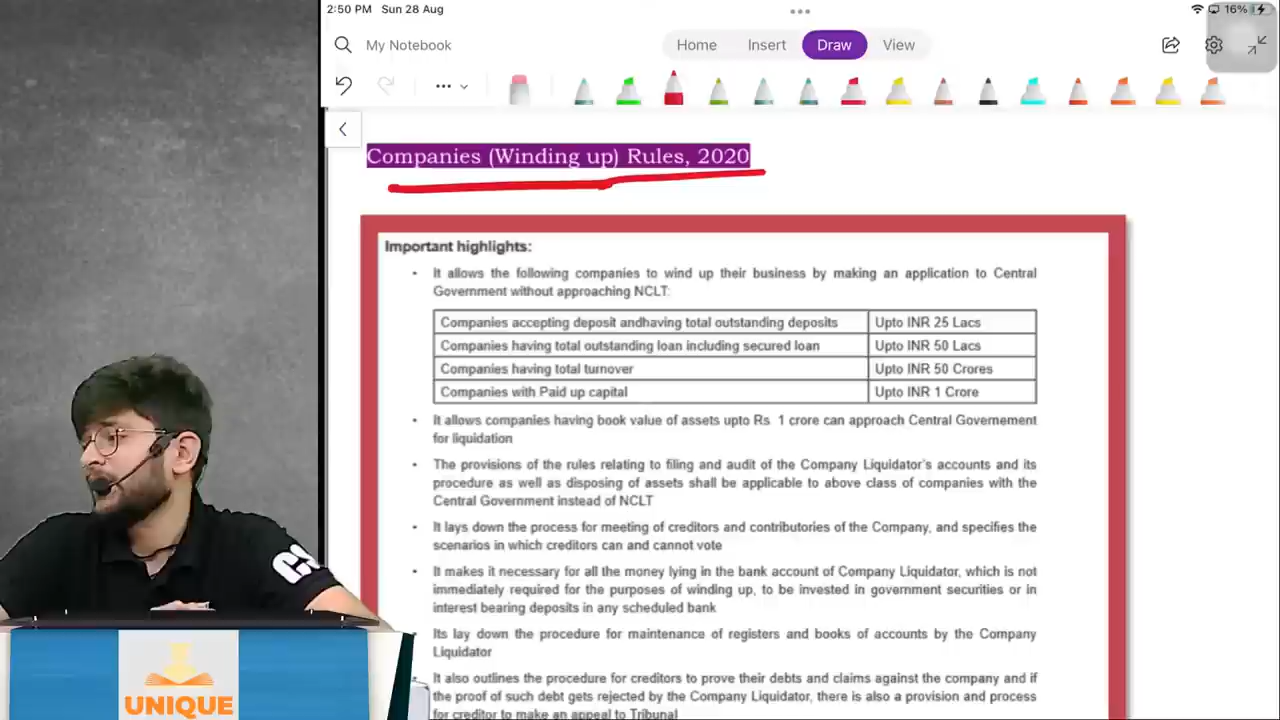 2:50 PM Sun 28 Aug
16%
My Notebook
Home Insert Draw View
Companies (Winding up) Rules, 2020
Important highlights:
• It allows the following companies to wind up their business by making an application to Central
Government without approaching NCLT:
Companies accepting deposit andhaving total outstanding deposits Upto INR 25 Lacs
Companies having total outstanding loan including secured loan Upto INR 50 Lacs
Companies having total turnover Upto INR 50 Crores
Companies with Paid up capital Upto INR 1 Crore
• It allows companies having book value of assets upto Rs 1 crore can approach Central Governement
for liquidation
• The provisions of the rules relating to filing and audit of the Company Liquidator's accounts and its
procedure as well as disposing of assets shall be applicable to above class of companies with the
Central Government instead of NCLT
• It lays down the process for meeting of creditors and contributories of the Company, and specifies the
scenarios in which creditors can and cannot vote
• It makes it necessary for all the money lying in the bank account of Company Liquidator, which is not
immediately required for the purposes of winding up, to be invested in government securities or in
interest bearing deposits in any scheduled bank
• Its lay down the procedure for maintenance of registers and books of accounts by the Company
Liquidator
• It also outlines the procedure for creditors to prove their debts and claims against the company and if
the proof of such debt gets rejected by the Company Liquidator, there is also a provision and process
for creditor to make an appeal to Tribunal
CS
UNIQUE